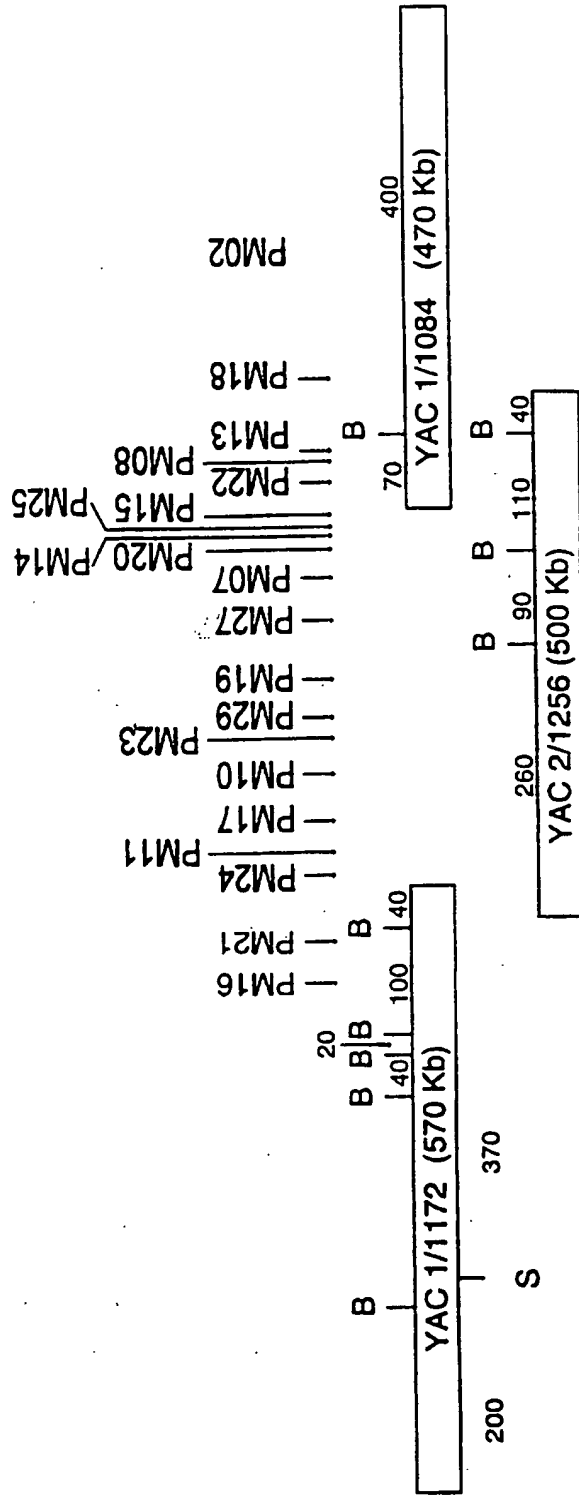 PM14 PM25
PM11 PM23 PM20 PM15 PM08
PM16 PM21 PM24 PM17 PM10 PM29 PM19 PM27 PM07 PM22 PM13 PM18 PM02
20
B B B B B B
40 100 40 70 400
YAC 1/1172 (570 Kb) YAC 1/1084 (470 Kb)
B B B
200 370 260 90 110 40
S
YAC 2/1256 (500 Kb)